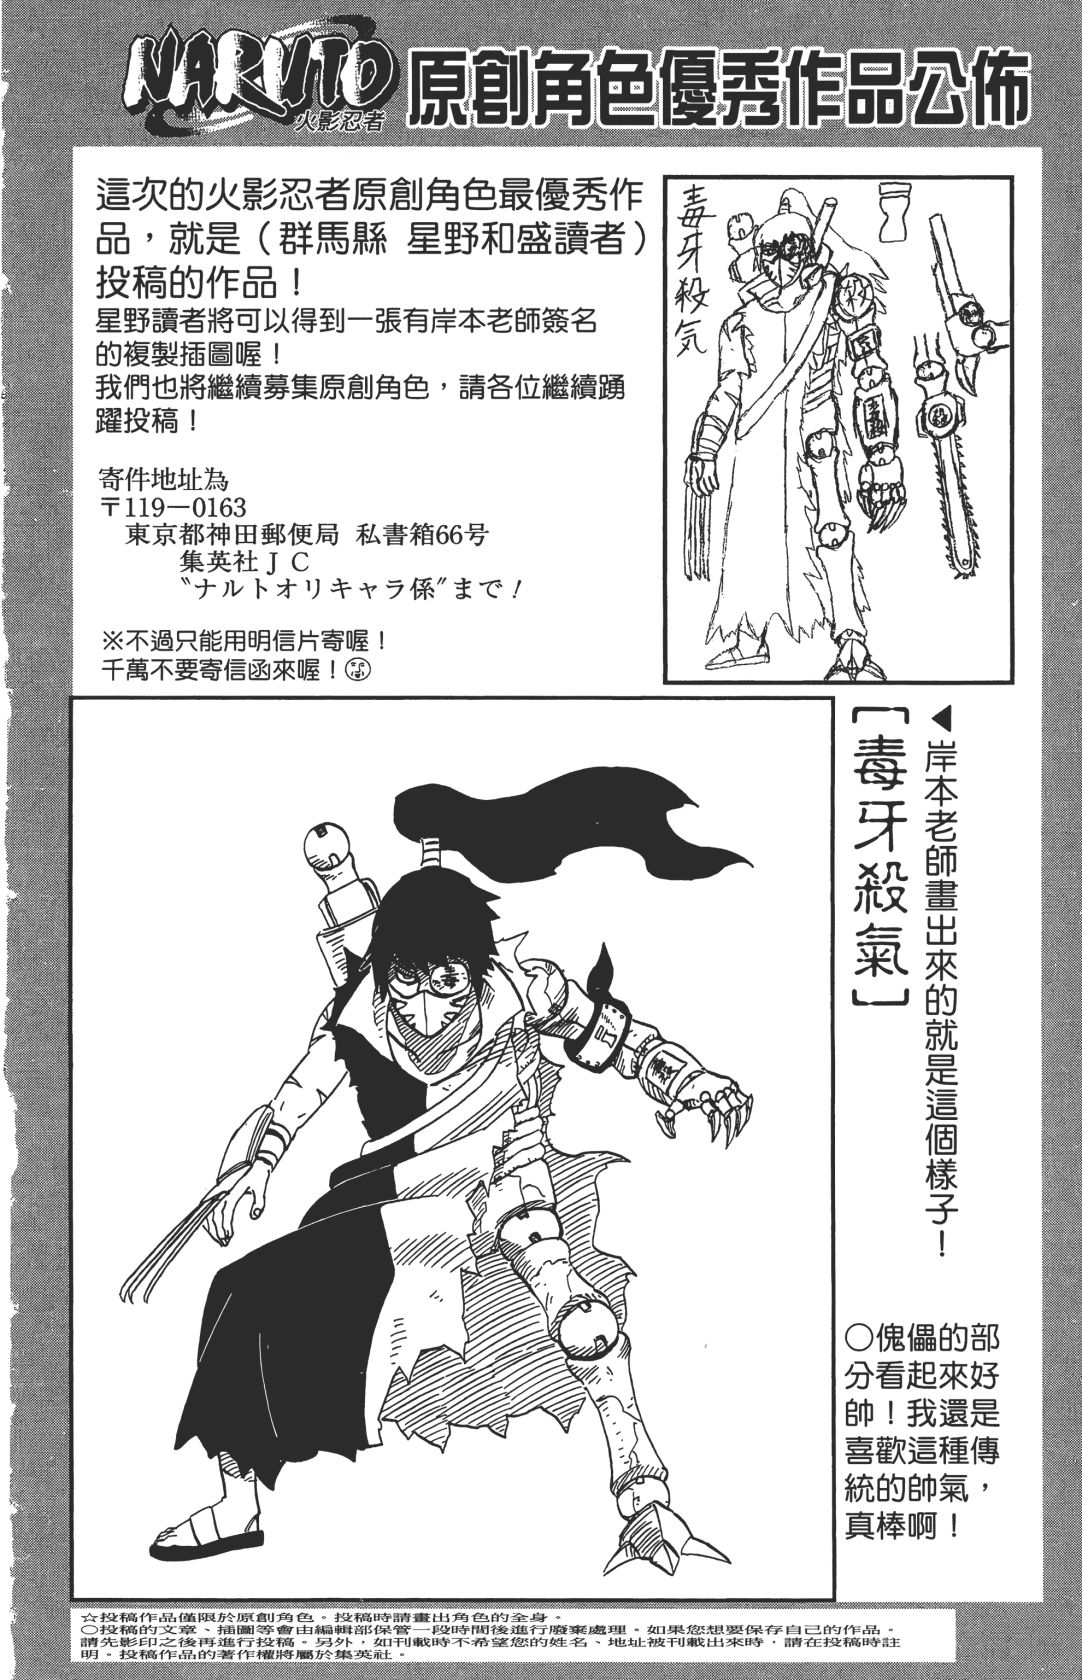 NARUTO
火影忍者
原創角色優秀作品公佈
這次的火影忍者原創角色最優秀作
品，就是（群馬縣 星野和盛讀者）
投稿的作品！
星野讀者將可以得到一張有岸本老師簽名
的複製插圖喔！
我們也將繼續募集原創角色，請各位繼續踴
躍投稿！
寄件地址為
〒119－0163
東京都神田郵便局 私書箱66号
集英社ＪＣ
〝ナルトオリキャラ係〞まで！
※不過只能用明信片寄喔！
千萬不要寄信函來喔！
毒牙殺気
殺
毒
殺
◀岸本老師畫出來的就是這個樣子！
【毒牙殺氣】
毒
○傀儡的部
分看起來好
帥！我還是
喜歡這種傳
統的帥氣，
真棒啊！
☆投稿作品僅限於原創角色。投稿時請畫出角色的全身。
○投稿的文章、插圖等會由編輯部保管一段時間後進行廢棄處理。如果您想要保存自己的作品。
請先影印之後再進行投稿。另外，如刊載時不希望您的姓名、地址被刊載出來時，請在投稿時註
明。投稿作品的著作權將屬於集英社。